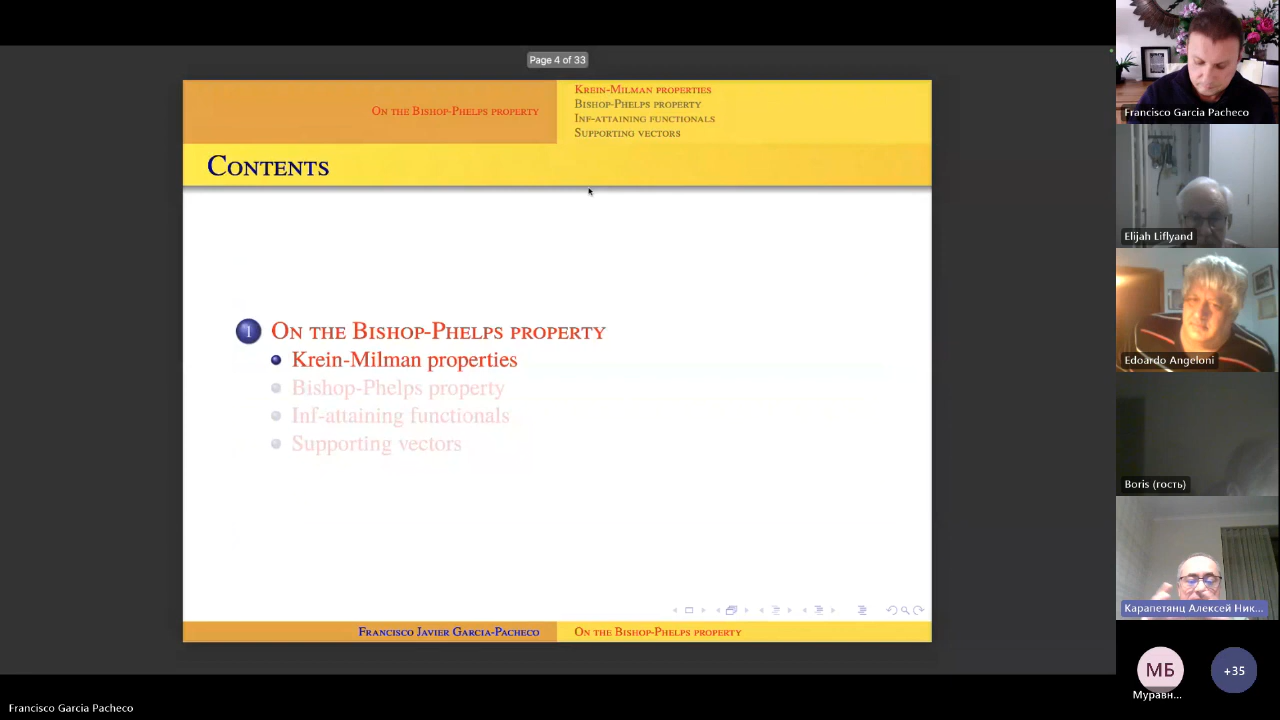 Page 4 of 33
On the Bishop-Phelps property
Krein-Milman properties
Bishop-Phelps property
Inf-attaining functionals
Supporting vectors
Contents
1 On the Bishop-Phelps property
Krein-Milman properties
Bishop-Phelps property
Inf-attaining functionals
Supporting vectors
Francisco Javier Garcia-Pacheco
On the Bishop-Phelps property
Francisco Garcia Pacheco
Elijah Liflyand
Edoardo Angeloni
Boris (гость)
Карапетянц Алексей Ник...
МБ
Муравн...
+35
Francisco Garcia Pacheco